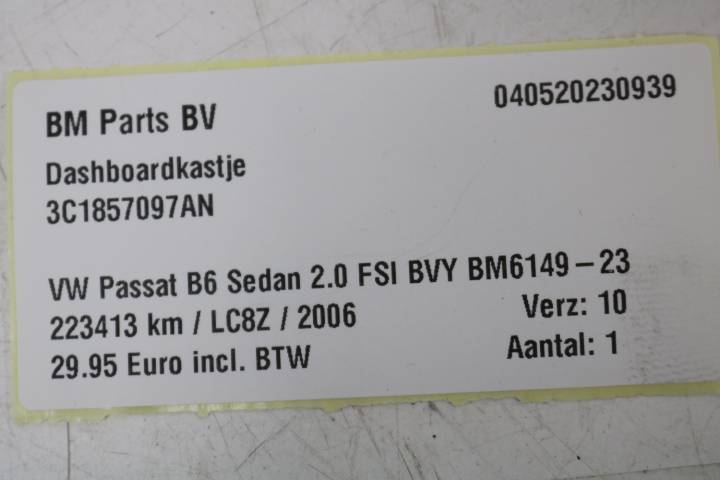 BM Parts BV 040520230939
Dashboardkastje
3C1857097AN
VW Passat B6 Sedan 2.0 FSI BVY BM6149-23
223413 km / LC8Z / 2006 Verz: 10
29.95 Euro incl. BTW Aantal: 1